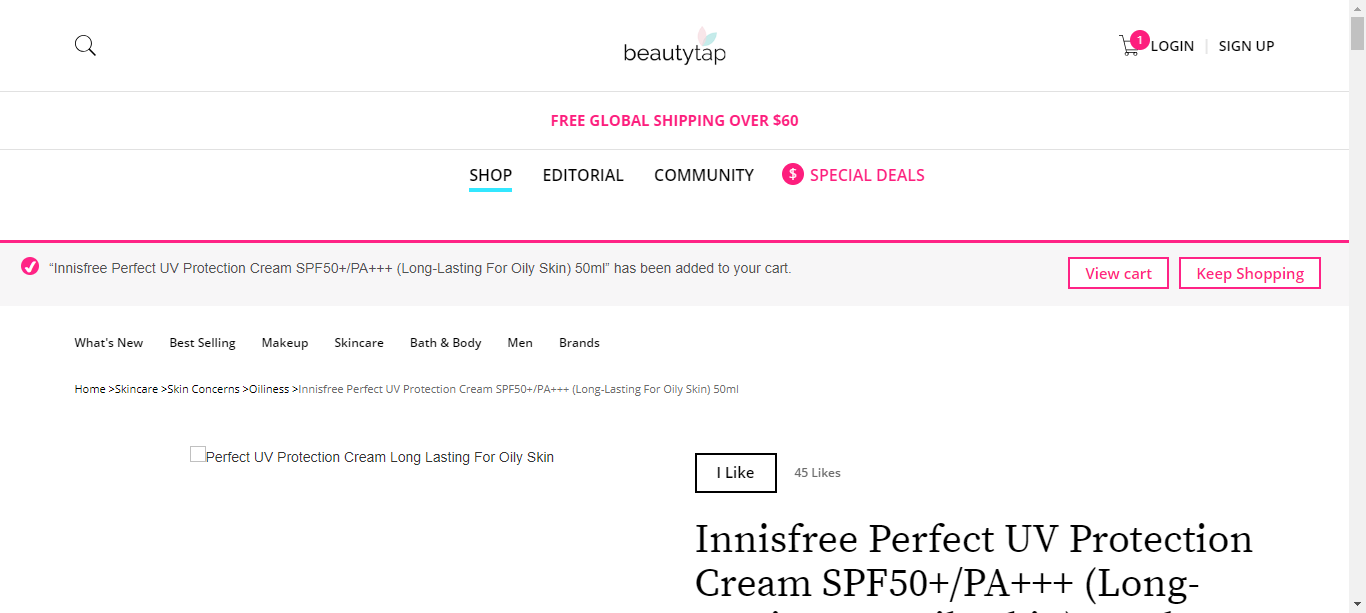 beautytap
1
LOGIN
SIGN UP
FREE GLOBAL SHIPPING OVER $60
SHOP
EDITORIAL
COMMUNITY
$ SPECIAL DEALS
“Innisfree Perfect UV Protection Cream SPF50+/PA+++ (Long-Lasting For Oily Skin) 50ml” has been added to your cart.
View cart
Keep Shopping
What's New
Best Selling
Makeup
Skincare
Bath & Body
Men
Brands
Home >Skincare >Skin Concerns >Oiliness >Innisfree Perfect UV Protection Cream SPF50+/PA+++ (Long-Lasting For Oily Skin) 50ml
Perfect UV Protection Cream Long Lasting For Oily Skin
I Like
45 Likes
Innisfree Perfect UV Protection
Cream SPF50+/PA+++ (Long-